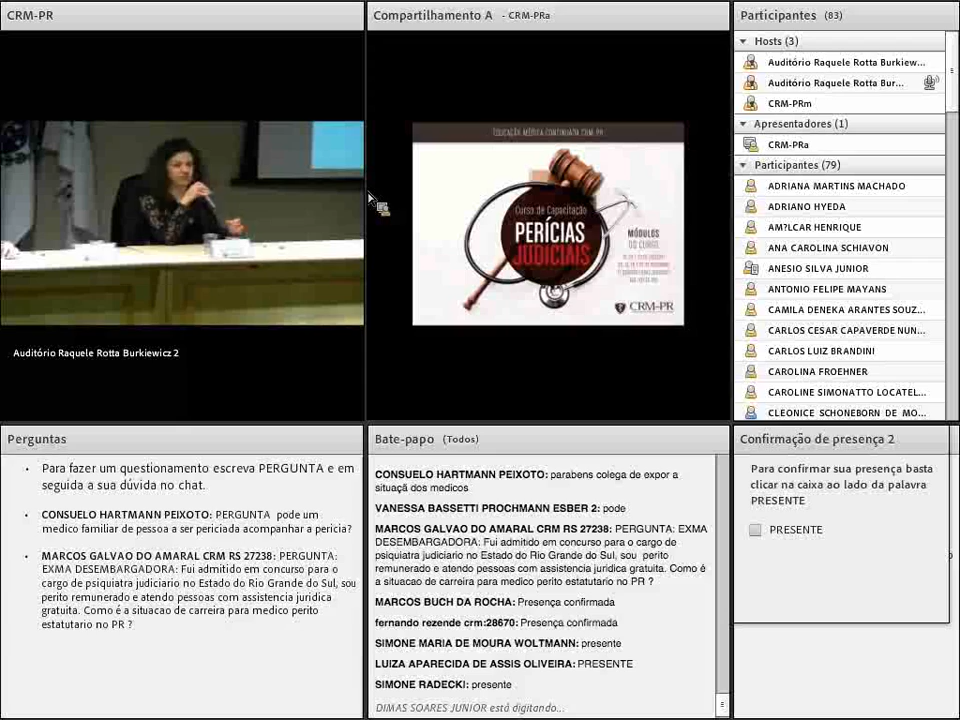 CRM-PR
Auditório Raquele Rotta Burkiewicz 2
Compartilhamento A - CRM-PRa
EDUCAÇÃO MÉDICA CONTINUADA CRM-PR
Curso de Capacitação
PERÍCIAS
JUDICIAIS
MÓDULOS
DO CURSO
CRM-PR
Participantes (83)
Hosts (3)
Auditório Raquele Rotta Burkiew...
Auditório Raquele Rotta Bur...
CRM-PRm
Apresentadores (1)
CRM-PRa
Participantes (79)
ADRIANA MARTINS MACHADO
ADRIANO HYEDA
AM?LCAR HENRIQUE
ANA CAROLINA SCHIAVON
ANESIO SILVA JUNIOR
ANTONIO FELIPE MAYANS
CAMILA DENEKA ARANTES SOUZ...
CARLOS CESAR CAPAVERDE NUN...
CARLOS LUIZ BRANDINI
CAROLINA FROEHNER
CAROLINE SIMONATTO LOCATEL...
CLEONICE SCHONEBORN DE MO...
Perguntas
• Para fazer um questionamento escreva PERGUNTA e em
seguida a sua dúvida no chat.
• CONSUELO HARTMANN PEIXOTO: PERGUNTA pode um
medico familiar de pessoa a ser periciada acompanhar a pericia?
• MARCOS GALVAO DO AMARAL CRM RS 27238: PERGUNTA:
EXMA DESEMBARGADORA: Fui admitido em concurso para o
cargo de psiquiatra judiciario no Estado do Rio Grande do Sul, sou
perito remunerado e atendo pessoas com assistencia juridica
gratuita. Como é a situacao de carreira para medico perito
estatutario no PR ?
Bate-papo (Todos)
CONSUELO HARTMANN PEIXOTO: parabens colega de expor a
situaçã dos medicos
VANESSA BASSETTI PROCHMANN ESBER 2: pode
MARCOS GALVAO DO AMARAL CRM RS 27238: PERGUNTA: EXMA
DESEMBARGADORA: Fui admitido em concurso para o cargo de
psiquiatra judiciario no Estado do Rio Grande do Sul, sou perito
remunerado e atendo pessoas com assistencia juridica gratuita. Como é
a situacao de carreira para medico perito estatutario no PR ?
MARCOS BUCH DA ROCHA: Presença confirmada
fernando rezende crm:28670: Presença confirmada
SIMONE MARIA DE MOURA WOLTMANN: presente
LUIZA APARECIDA DE ASSIS OLIVEIRA: PRESENTE
SIMONE RADECKI: presente
DIMAS SOARES JUNIOR está digitando...
Confirmação de presença 2
Para confirmar sua presença basta
clicar na caixa ao lado da palavra
PRESENTE
PRESENTE